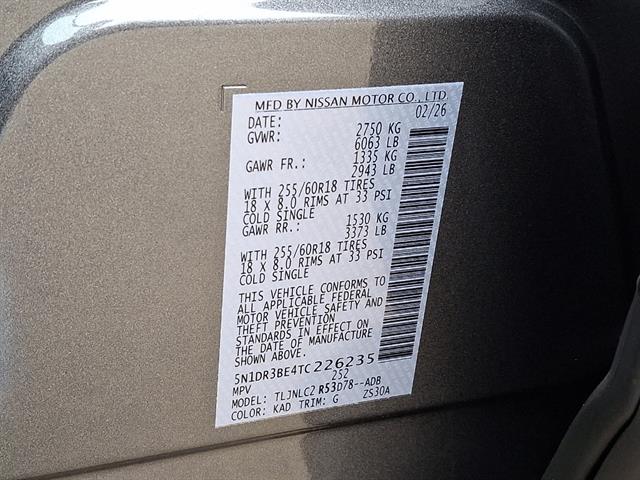 MFD BY NISSAN MOTOR CO., LTD
DATE: 02/26
GVWR: 2750 KG
6063 LB
GAWR FR.: 1335 KG
2943 LB
WITH 255/60R18 TIRES
18 X 8.0 RIMS AT 33 PSI
COLD SINGLE
GAWR RR.: 1530 KG
3373 LB
WITH 255/60R18 TIRES
18 X 8.0 RIMS AT 33 PSI
COLD SINGLE
THIS VEHICLE CONFORMS TO
ALL APPLICABLE FEDERAL
MOTOR VEHICLE SAFETY AND
THEFT PREVENTION
STANDARDS IN EFFECT ON
THE DATE OF MANUFACTURE
SHOWN ABOVE.
5N1DR3BE4TC226235
MPV 2S2
MODEL: TLJNLC2 R53D78--ADB
COLOR: KAD TRIM: G ZS30A